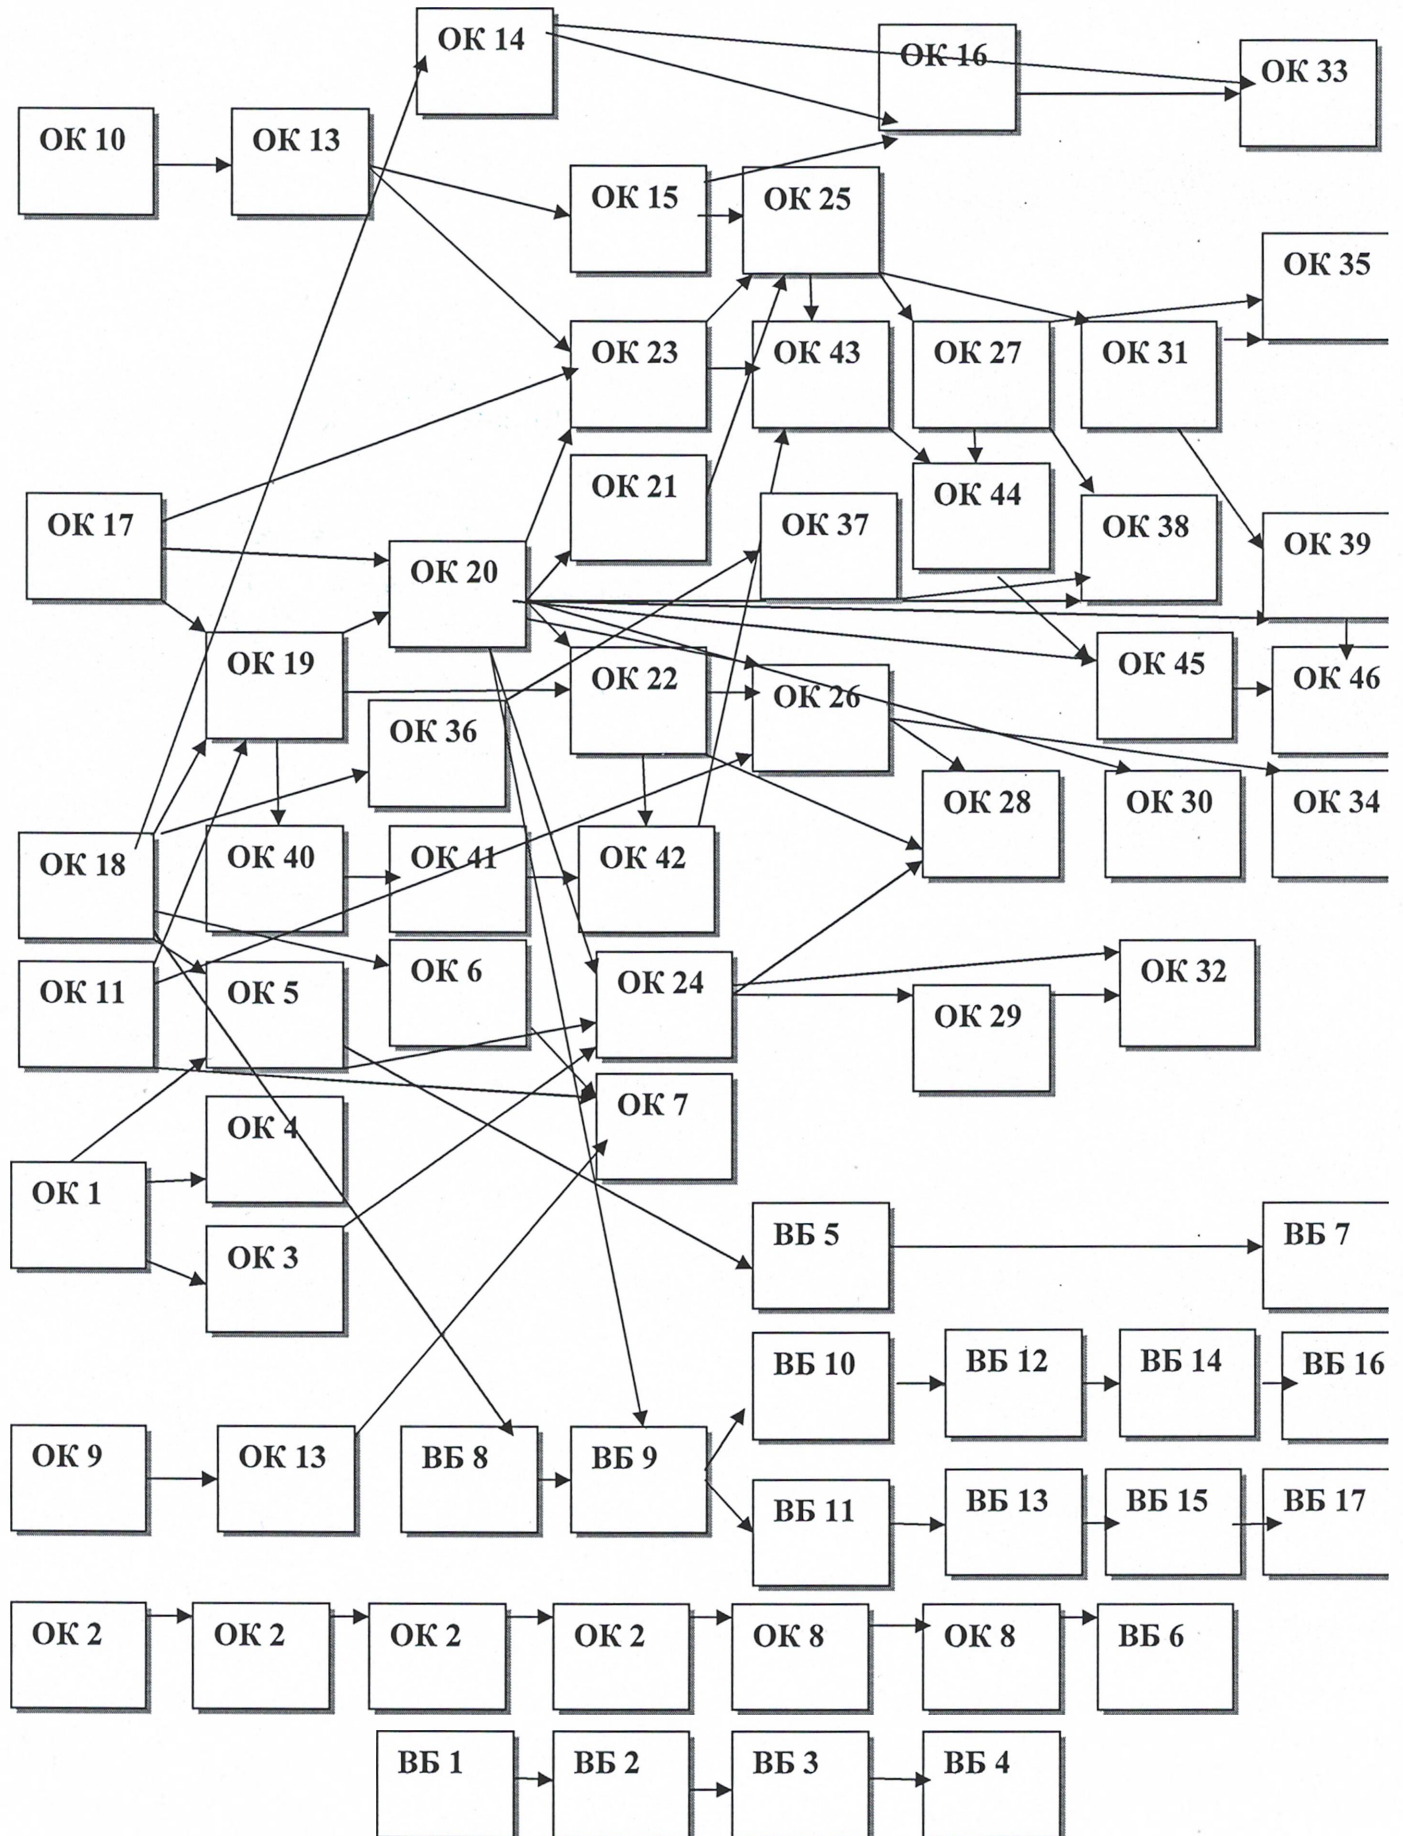 ОК 14
ОК 16
ОК 33
ОК 10
ОК 13
ОК 15
ОК 25
ОК 35
ОК 23
ОК 43
ОК 27
ОК 31
ОК 21
ОК 37
ОК 44
ОК 38
ОК 17
ОК 20
ОК 39
ОК 19
ОК 22
ОК 26
ОК 45
ОК 46
ОК 36
ОК 28
ОК 30
ОК 34
ОК 18
ОК 40
ОК 41
ОК 42
ОК 11
ОК 5
ОК 6
ОК 24
ОК 29
ОК 32
ОК 4
ОК 7
ОК 1
ОК 3
ВБ 5
ВБ 7
ВБ 10
ВБ 12
ВБ 14
ВБ 16
ОК 9
ОК 13
ВБ 8
ВБ 9
ВБ 11
ВБ 13
ВБ 15
ВБ 17
ОК 2
ОК 2
ОК 2
ОК 2
ОК 8
ОК 8
ВБ 6
ВБ 1
ВБ 2
ВБ 3
ВБ 4